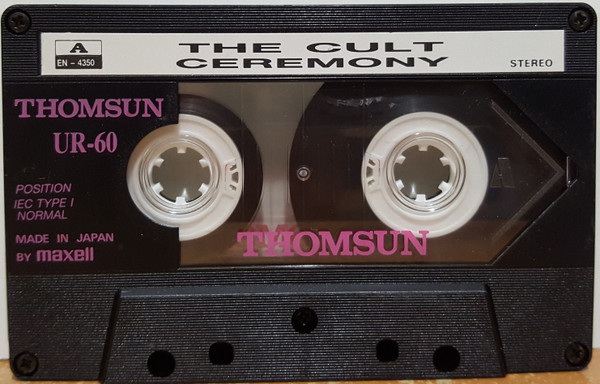 A
EN - 4350
THE CULT
CEREMONY
STEREO
THOMSUN
UR-60
POSITION
IEC TYPE I
NORMAL
MADE IN JAPAN
BY maxell
THOMSUN
A